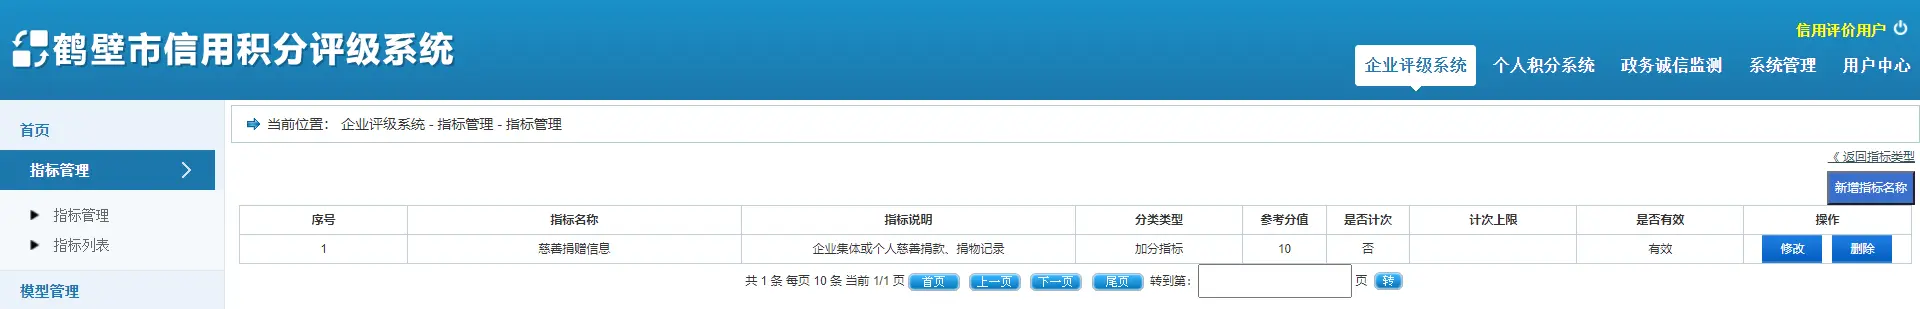 鹤壁市信用积分评级系统
信用评价用户
企业评级系统 个人积分系统 政务诚信监测 系统管理 用户中心
首页
指标管理
指标管理
指标列表
模型管理
当前位置： 企业评级系统 - 指标管理 - 指标管理
《 返回指标类型
新增指标名称
序号 指标名称 指标说明 分类类型 参考分值 是否计次 计次上限 是否有效 操作
1 慈善捐赠信息 企业集体或个人慈善捐款、捐物记录 加分指标 10 否 有效 修改 删除
共 1 条 每页 10 条 当前 1/1 页 首页 上一页 下一页 尾页 转到第： 页 转